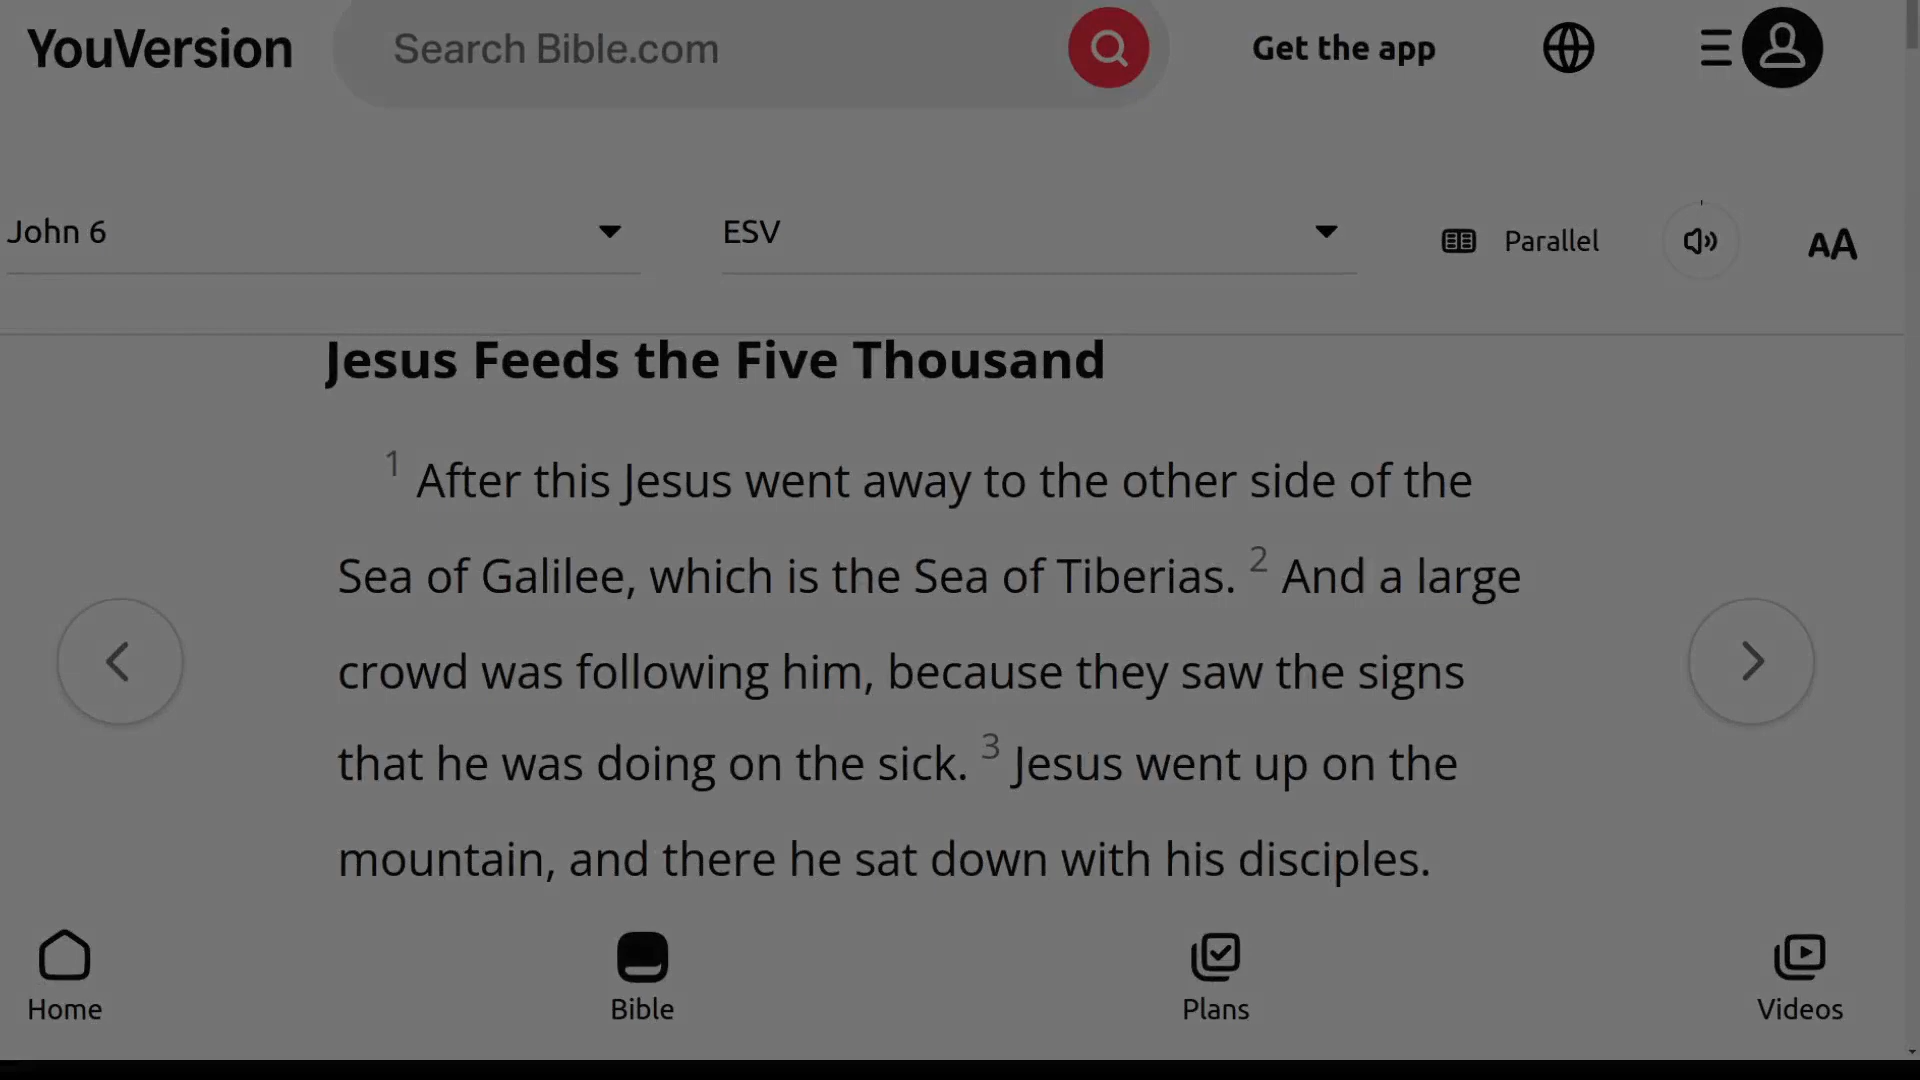 YouVersion
Search Bible.com
Get the app
John 6
ESV
Parallel
AA
Jesus Feeds the Five Thousand
1 After this Jesus went away to the other side of the
Sea of Galilee, which is the Sea of Tiberias. 2 And a large
crowd was following him, because they saw the signs
that he was doing on the sick. 3 Jesus went up on the
mountain, and there he sat down with his disciples.
Home
Bible
Plans
Videos